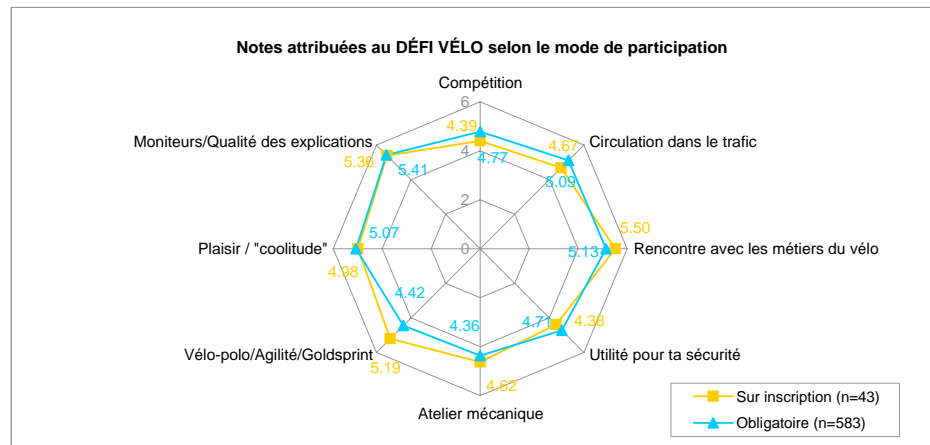 Notes attribuées au DÉFI VÉLO selon le mode de participation
Compétition
6
4.39
4.67
Moniteurs/Qualité des explications
Circulation dans le trafic
5.36
4
4.77
5.41
5.09
2
5.50
5.07
Plaisir / "coolitude"
0
5.13
Rencontre avec les métiers du vélo
4.98
4.42
4.36
4.71
4.38
Vélo-polo/Agilité/Goldsprint
Utilité pour ta sécurité
5.19
4.62
Atelier mécanique
Sur inscription (n=43)
Obligatoire (n=583)